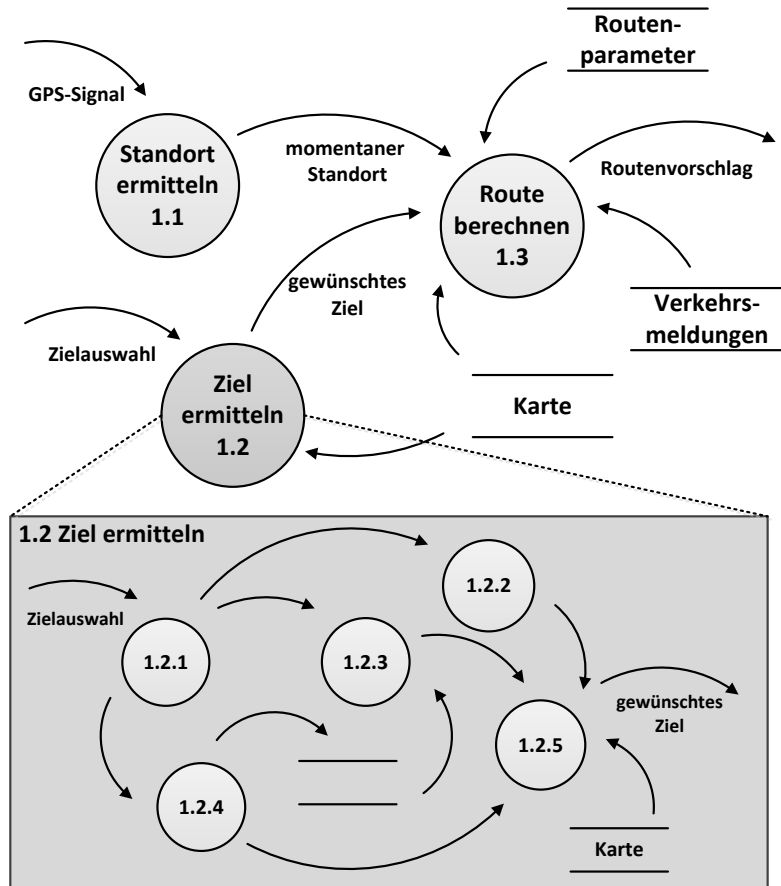 Routen-
parameter
GPS-Signal
Standort
ermitteln
1.1
momentaner
Standort
Route
berechnen
1.3
Routenvorschlag
gewünschtes
Ziel
Verkehrs-
meldungen
Zielauswahl
Ziel
ermitteln
1.2
Karte
1.2 Ziel ermitteln
Zielauswahl
1.2.1
1.2.2
1.2.3
1.2.4
1.2.5
gewünschtes
Ziel
Karte